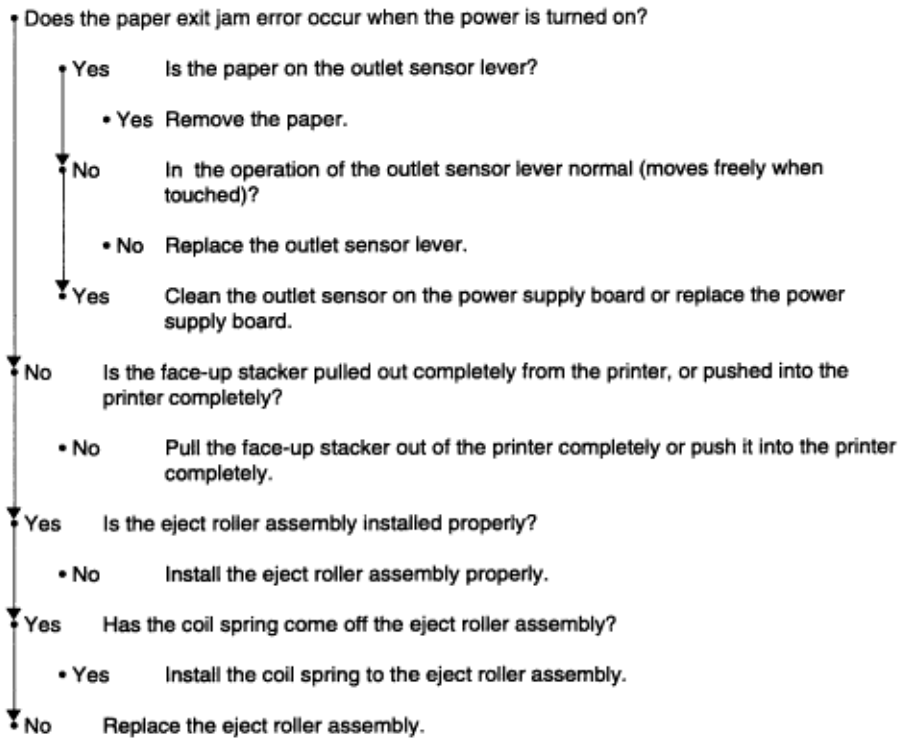 • Does the paper exit jam error occur when the power is turned on?
• Yes Is the paper on the outlet sensor lever?
• Yes Remove the paper.
• No In the operation of the outlet sensor lever normal (moves freely when
touched)?
• No Replace the outlet sensor lever.
• Yes Clean the outlet sensor on the power supply board or replace the power
supply board.
• No Is the face-up stacker pulled out completely from the printer, or pushed into the
printer completely?
• No Pull the face-up stacker out of the printer completely or push it into the printer
completely.
• Yes Is the eject roller assembly installed properly?
• No Install the eject roller assembly properly.
• Yes Has the coil spring come off the eject roller assembly?
• Yes Install the coil spring to the eject roller assembly.
• No Replace the eject roller assembly.